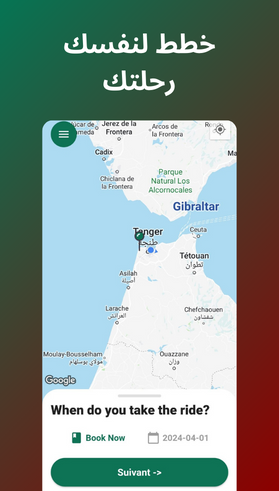 خطط لنفسك
رحلتك
Jerez de la
Frontera
Arcos de
la Frontera
Cadix
Chiclana de
la Frontera
Parque
Natural Los
Alcornocales
Gibraltar
Ceuta
Tanger
طنجة
Tétouan
تطوان
Asilah
أصيلة
Larache
العرائش
Chefchaouen
شفشاون
Moulay-Bousselham
مولاي بوسلهام
Ouazzane
وزان
Google
When do you take the ride?
Book Now
2024-04-01
Suivant ->